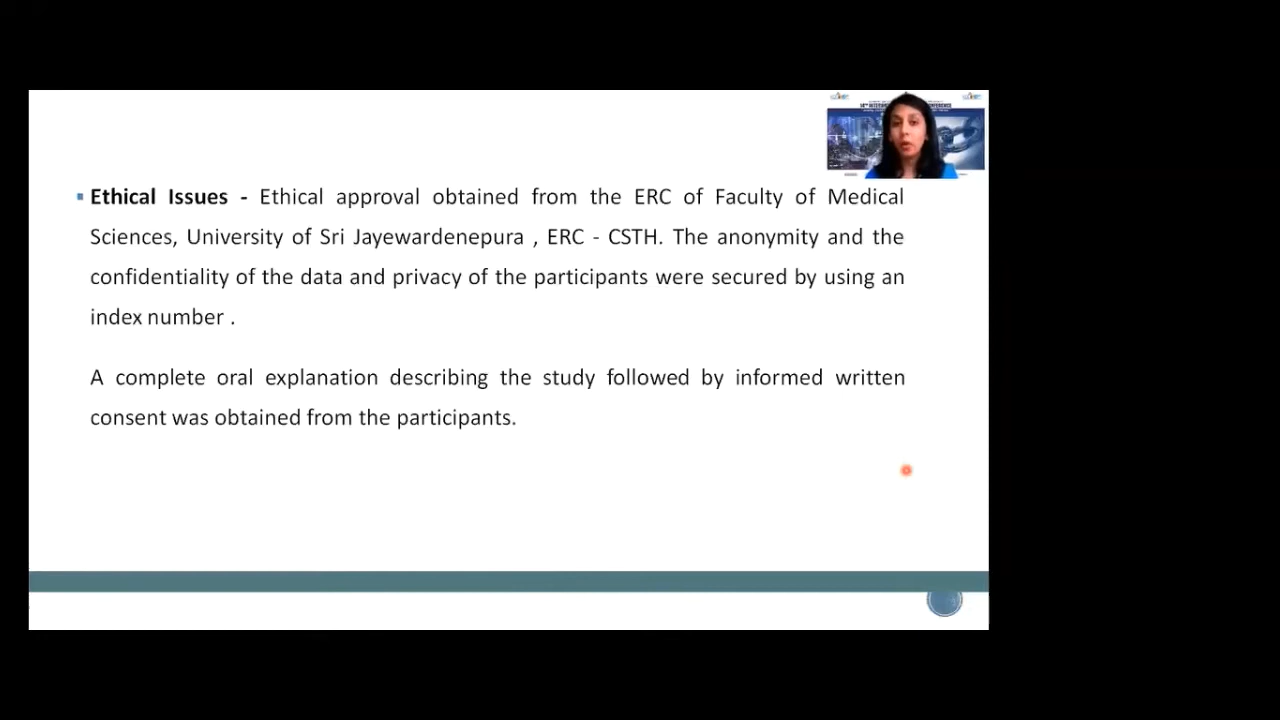 Ethical Issues - Ethical approval obtained from the ERC of Faculty of Medical
Sciences, University of Sri Jayewardenepura , ERC - CSTH. The anonymity and the
confidentiality of the data and privacy of the participants were secured by using an
index number .
A complete oral explanation describing the study followed by informed written
consent was obtained from the participants.